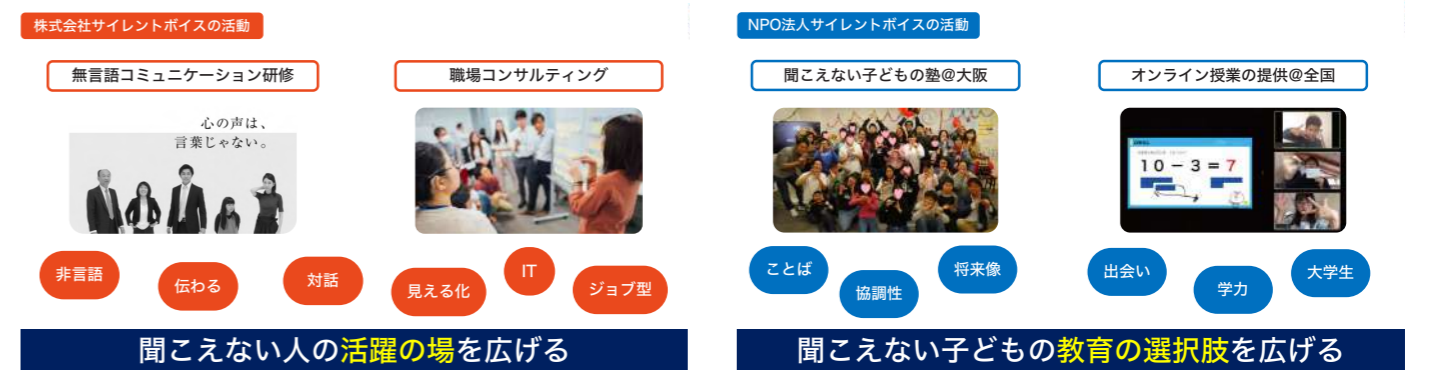 株式会社サイレントボイスの活動
無言語コミュニケーション研修
職場コンサルティング
心の声は、
言葉じゃない。
非言語
伝わる
対話
見える化
IT
ジョブ型
聞こえない人の活躍の場を広げる
NPO法人サイレントボイスの活動
聞こえない子どもの塾@大阪
オンライン授業の提供@全国
10-3=7
ことば
協調性
将来像
出会い
学力
大学生
聞こえない子どもの教育の選択肢を広げる